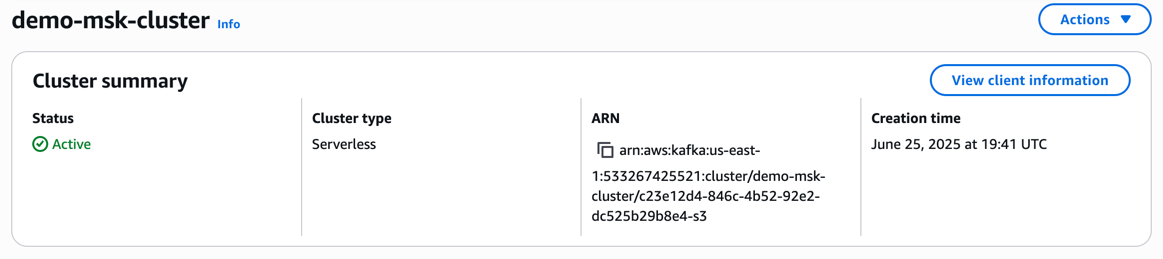 demo-msk-cluster Info
Actions
Cluster summary
View client information
Status
Active
Cluster type
Serverless
ARN
arn:aws:kafka:us-east-
1:533267425521:cluster/demo-msk-
cluster/c23e12d4-846c-4b52-92e2-
dc525b29b8e4-s3
Creation time
June 25, 2025 at 19:41 UTC